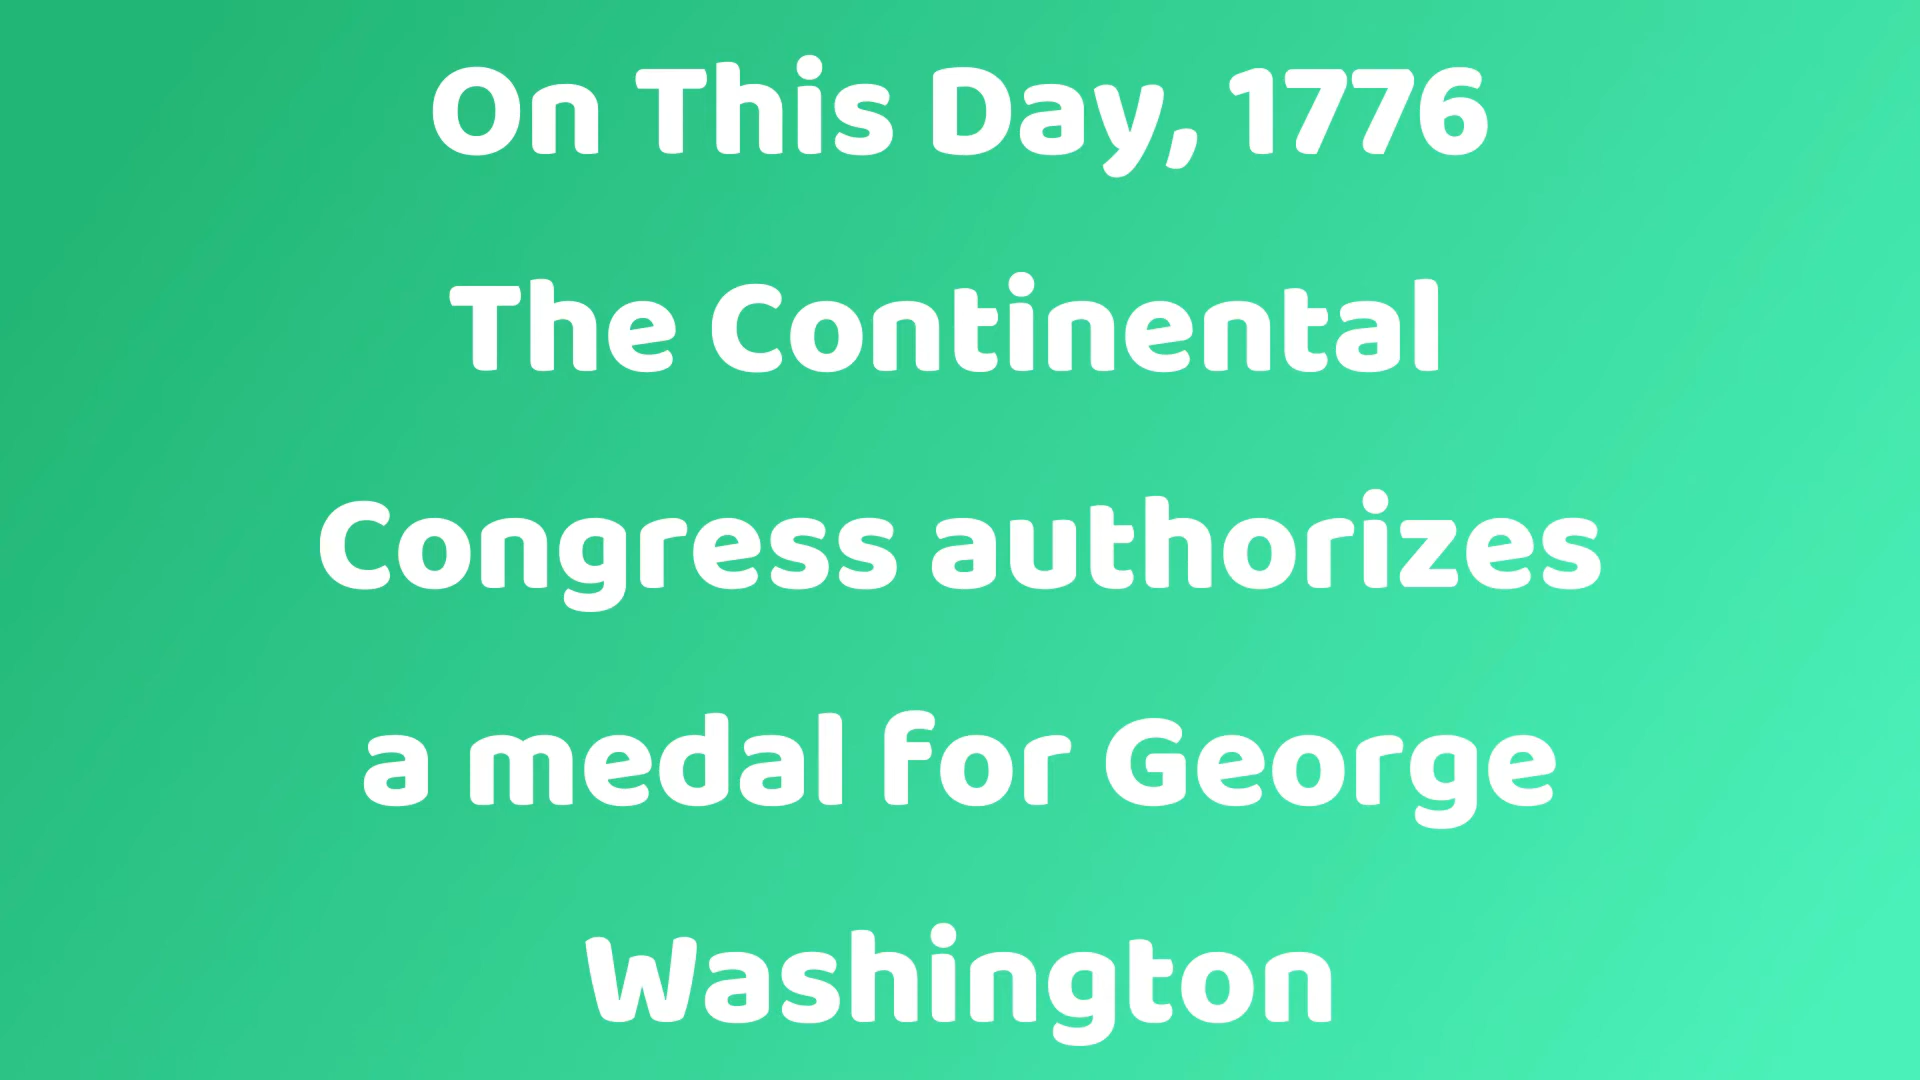 On This Day, 1776
The Continental
Congress authorizes
a medal for George
Washington